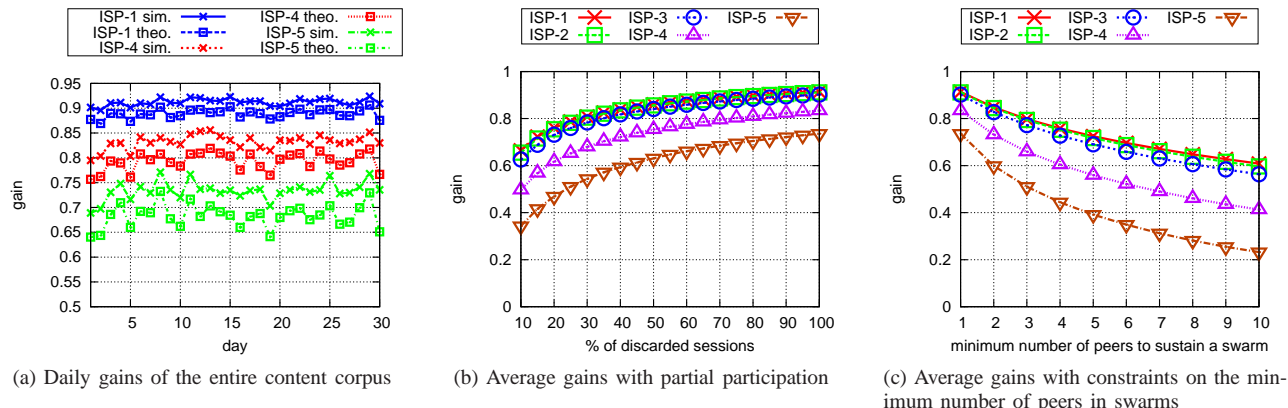 ISP-1 sim.
ISP-1 theo.
ISP-4 sim.
ISP-4 theo.
ISP-5 sim.
ISP-5 theo.
0.95
0.9
0.85
0.8
0.75
0.7
0.65
0.6
0.55
0.5
gain
5 10 15 20 25 30
day
(a) Daily gains of the entire content corpus
ISP-1
ISP-2
ISP-3
ISP-4
ISP-5
1
0.8
0.6
0.4
0.2
0
gain
10 20 30 40 50 60 70 80 90 100
% of discarded sessions
(b) Average gains with partial participation
ISP-1
ISP-2
ISP-3
ISP-4
ISP-5
1
0.8
0.6
0.4
0.2
0
gain
1 2 3 4 5 6 7 8 9 10
minimum number of peers to sustain a swarm
(c) Average gains with constraints on the min-
imum number of peers in swarms